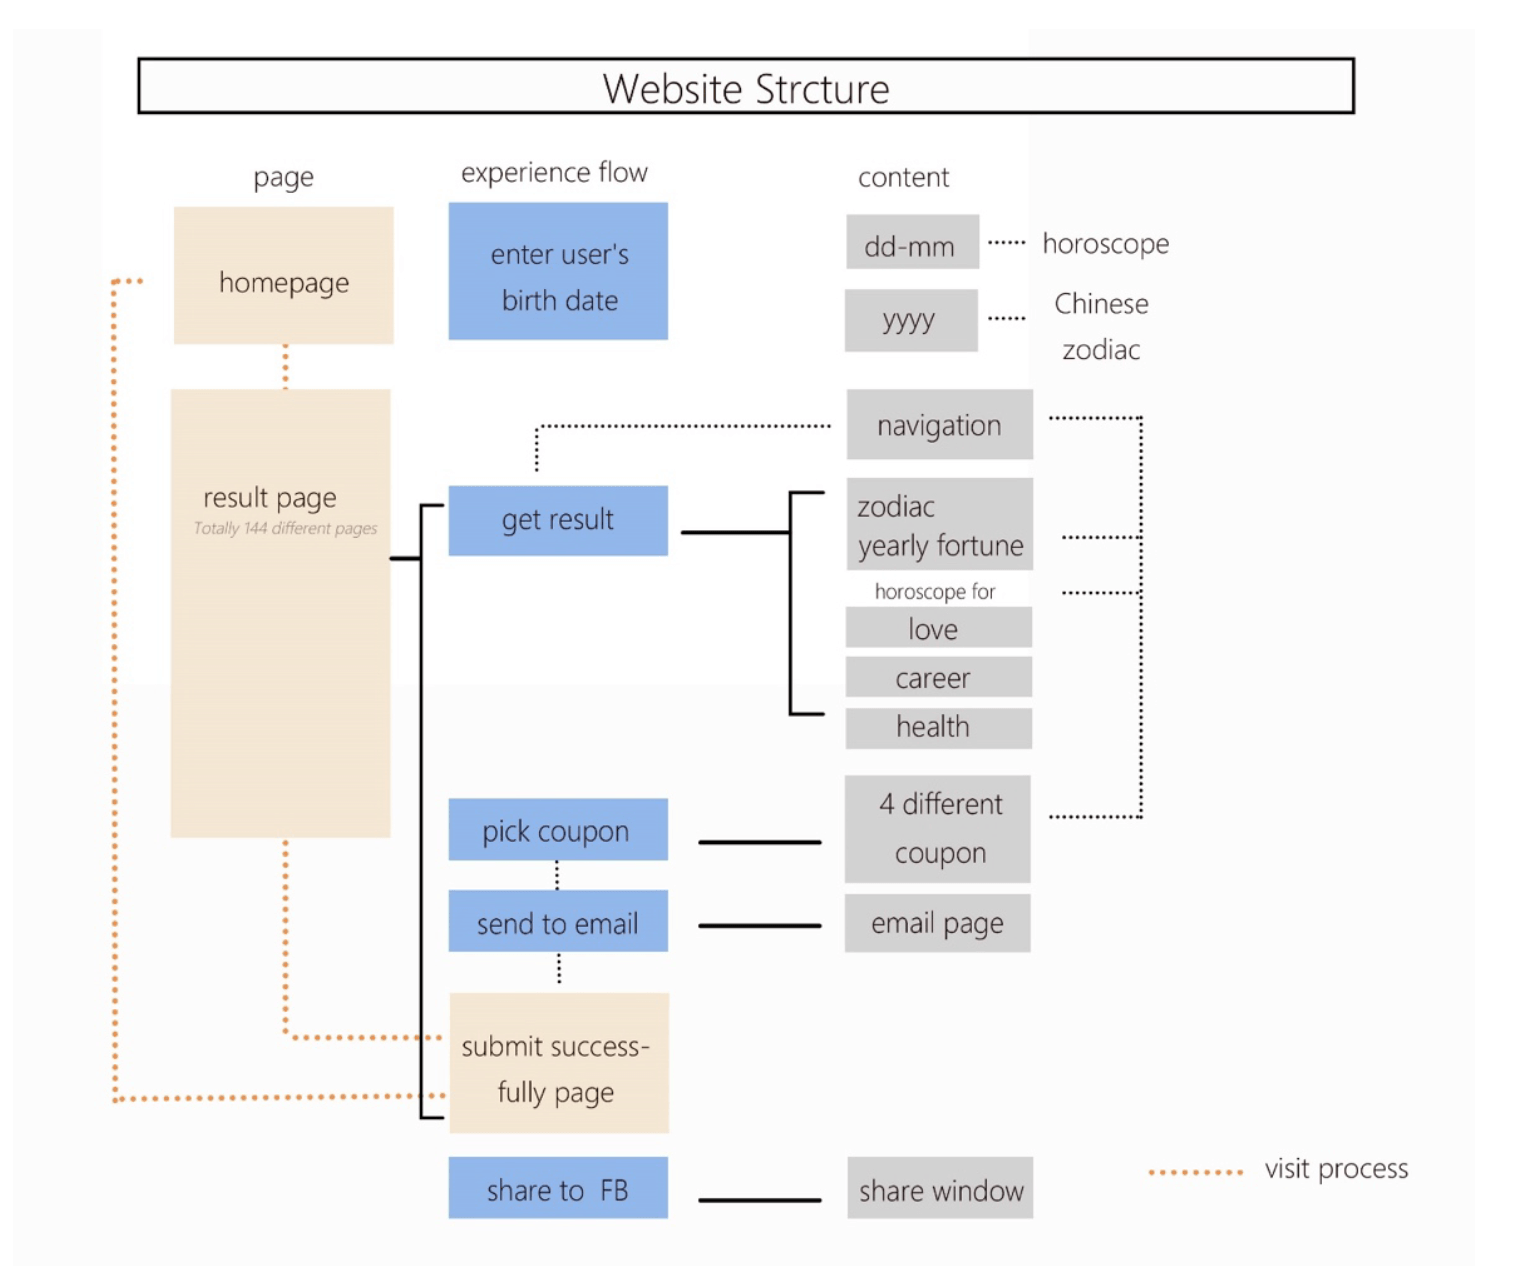 Website Strcture
page
experience flow
content
homepage
enter user's
birth date
dd-mm
horoscope
yyyy
Chinese
zodiac
result page
Totally 144 different pages
get result
navigation
zodiac
yearly fortune
horoscope for
love
career
health
pick coupon
4 different
coupon
send to email
email page
submit success-
fully page
share to FB
share window
visit process